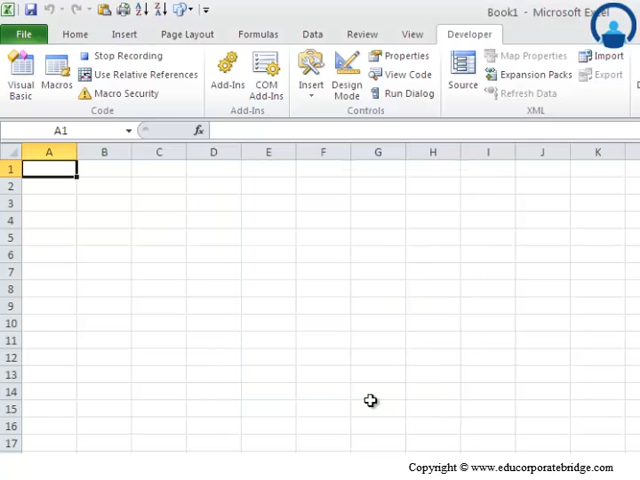 Book1 - Microsoft Excel
File Home Insert Page Layout Formulas Data Review View Developer
Stop Recording Properties Map Properties Import
Use Relative References View Code Expansion Packs Export
Visual Basic Macros Add-Ins COM Add-Ins Insert Design Mode Source
Macro Security Run Dialog Refresh Data
Code Add-Ins Controls XML
A1 fx
A B C D E F G H I J K
1
2
3
4
5
6
7
8
9
10
11
12
13
14
15
16
17
Copyright © www.educorporatebridge.com